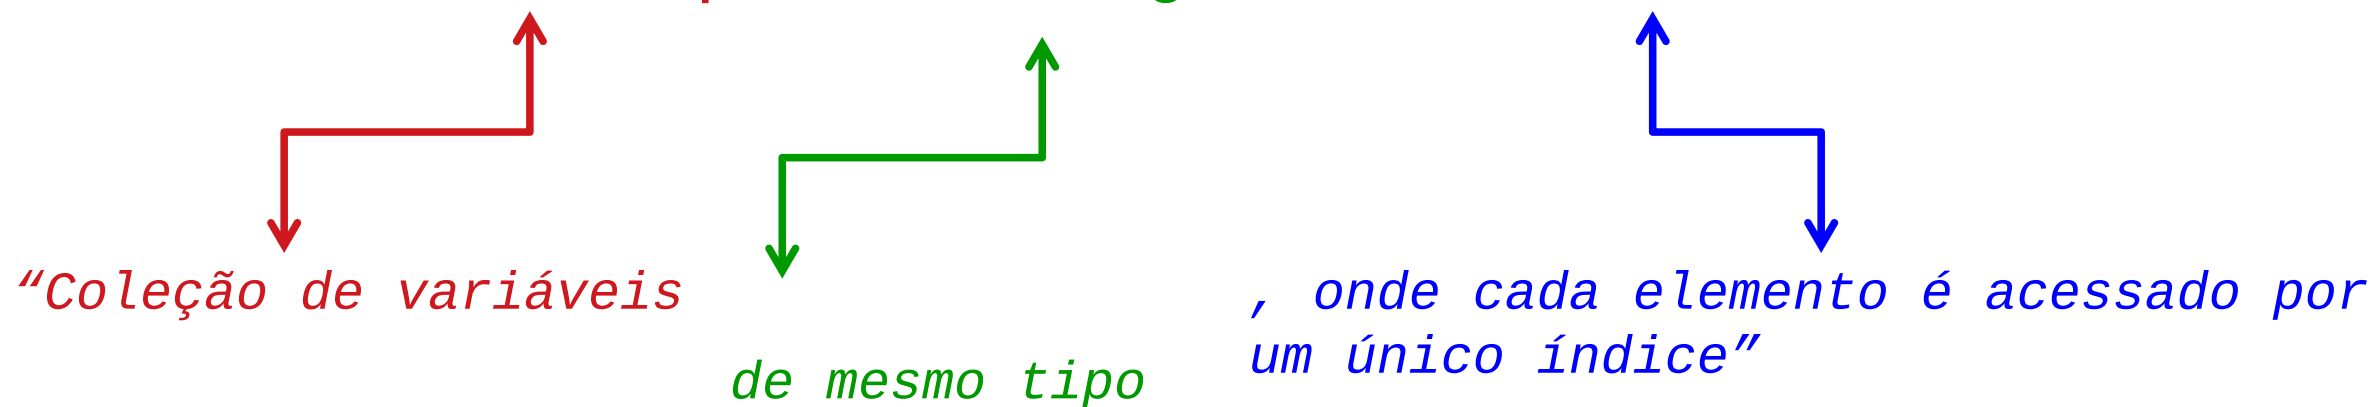 “Coleção de variáveis
de mesmo tipo
, onde cada elemento é acessado por
um único índice”